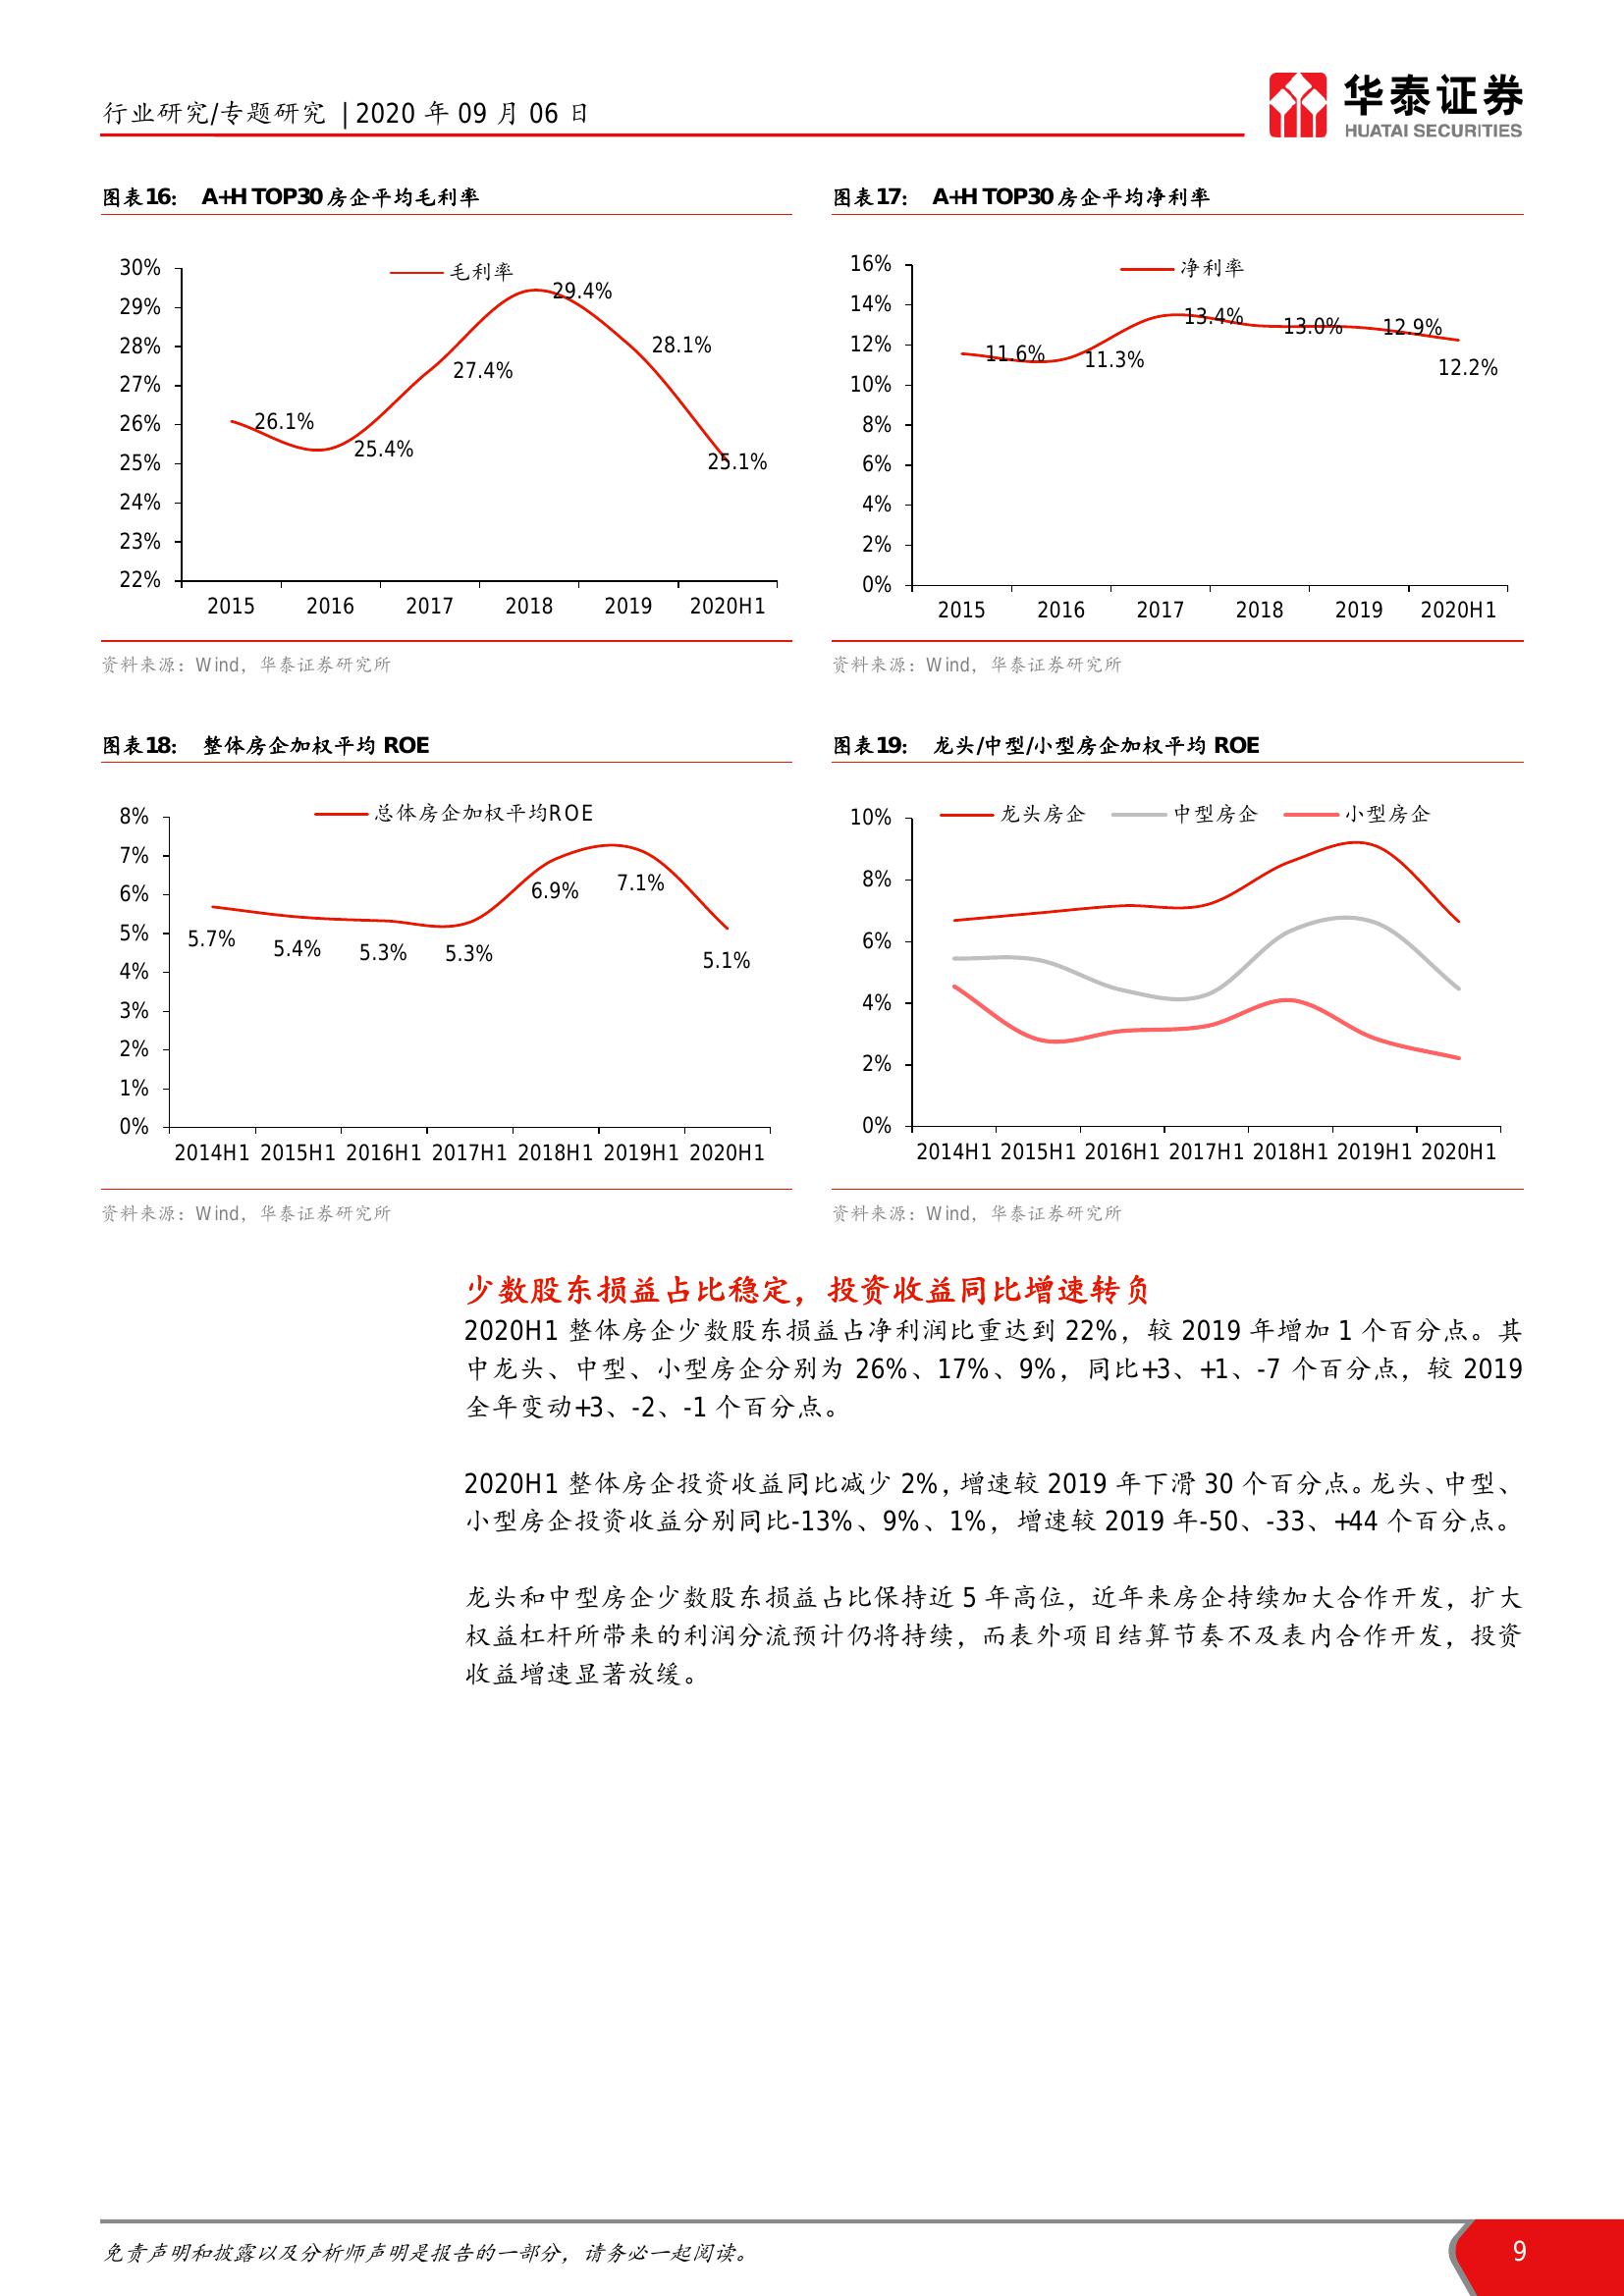 行业研究/专题研究 | 2020 年 09 月 06 日
华泰证券
HUATAI SECURITIES
图表16： A+H TOP30 房企平均毛利率
毛利率
30%
29%
28%
27%
26%
25%
24%
23%
22%
26.1%
25.4%
27.4%
29.4%
28.1%
25.1%
2015 2016 2017 2018 2019 2020H1
资料来源：Wind，华泰证券研究所
图表17： A+H TOP30 房企平均净利率
净利率
16%
14%
12%
10%
8%
6%
4%
2%
0%
11.6%
11.3%
13.4%
13.0%
12.9%
12.2%
2015 2016 2017 2018 2019 2020H1
资料来源：Wind，华泰证券研究所
图表18： 整体房企加权平均 ROE
总体房企加权平均ROE
8%
7%
6%
5%
4%
3%
2%
1%
0%
5.7%
5.4%
5.3%
5.3%
6.9%
7.1%
5.1%
2014H1 2015H1 2016H1 2017H1 2018H1 2019H1 2020H1
资料来源：Wind，华泰证券研究所
图表19： 龙头/中型/小型房企加权平均 ROE
龙头房企 中型房企 小型房企
10%
8%
6%
4%
2%
0%
2014H1 2015H1 2016H1 2017H1 2018H1 2019H1 2020H1
资料来源：Wind，华泰证券研究所
少数股东损益占比稳定，投资收益同比增速转负
2020H1 整体房企少数股东损益占净利润比重达到 22%，较 2019 年增加 1 个百分点。其
中龙头、中型、小型房企分别为 26%、17%、9%，同比+3、+1、-7 个百分点，较 2019
全年变动+3、-2、-1 个百分点。
2020H1 整体房企投资收益同比减少 2%，增速较 2019 年下滑 30 个百分点。龙头、中型、
小型房企投资收益分别同比-13%、9%、1%，增速较 2019 年-50、-33、+44 个百分点。
龙头和中型房企少数股东损益占比保持近 5 年高位，近年来房企持续加大合作开发，扩大
权益杠杆所带来的利润分流预计仍将持续，而表外项目结算节奏不及表内合作开发，投资
收益增速显著放缓。
免责声明和披露以及分析师声明是报告的一部分，请务必一起阅读。
9